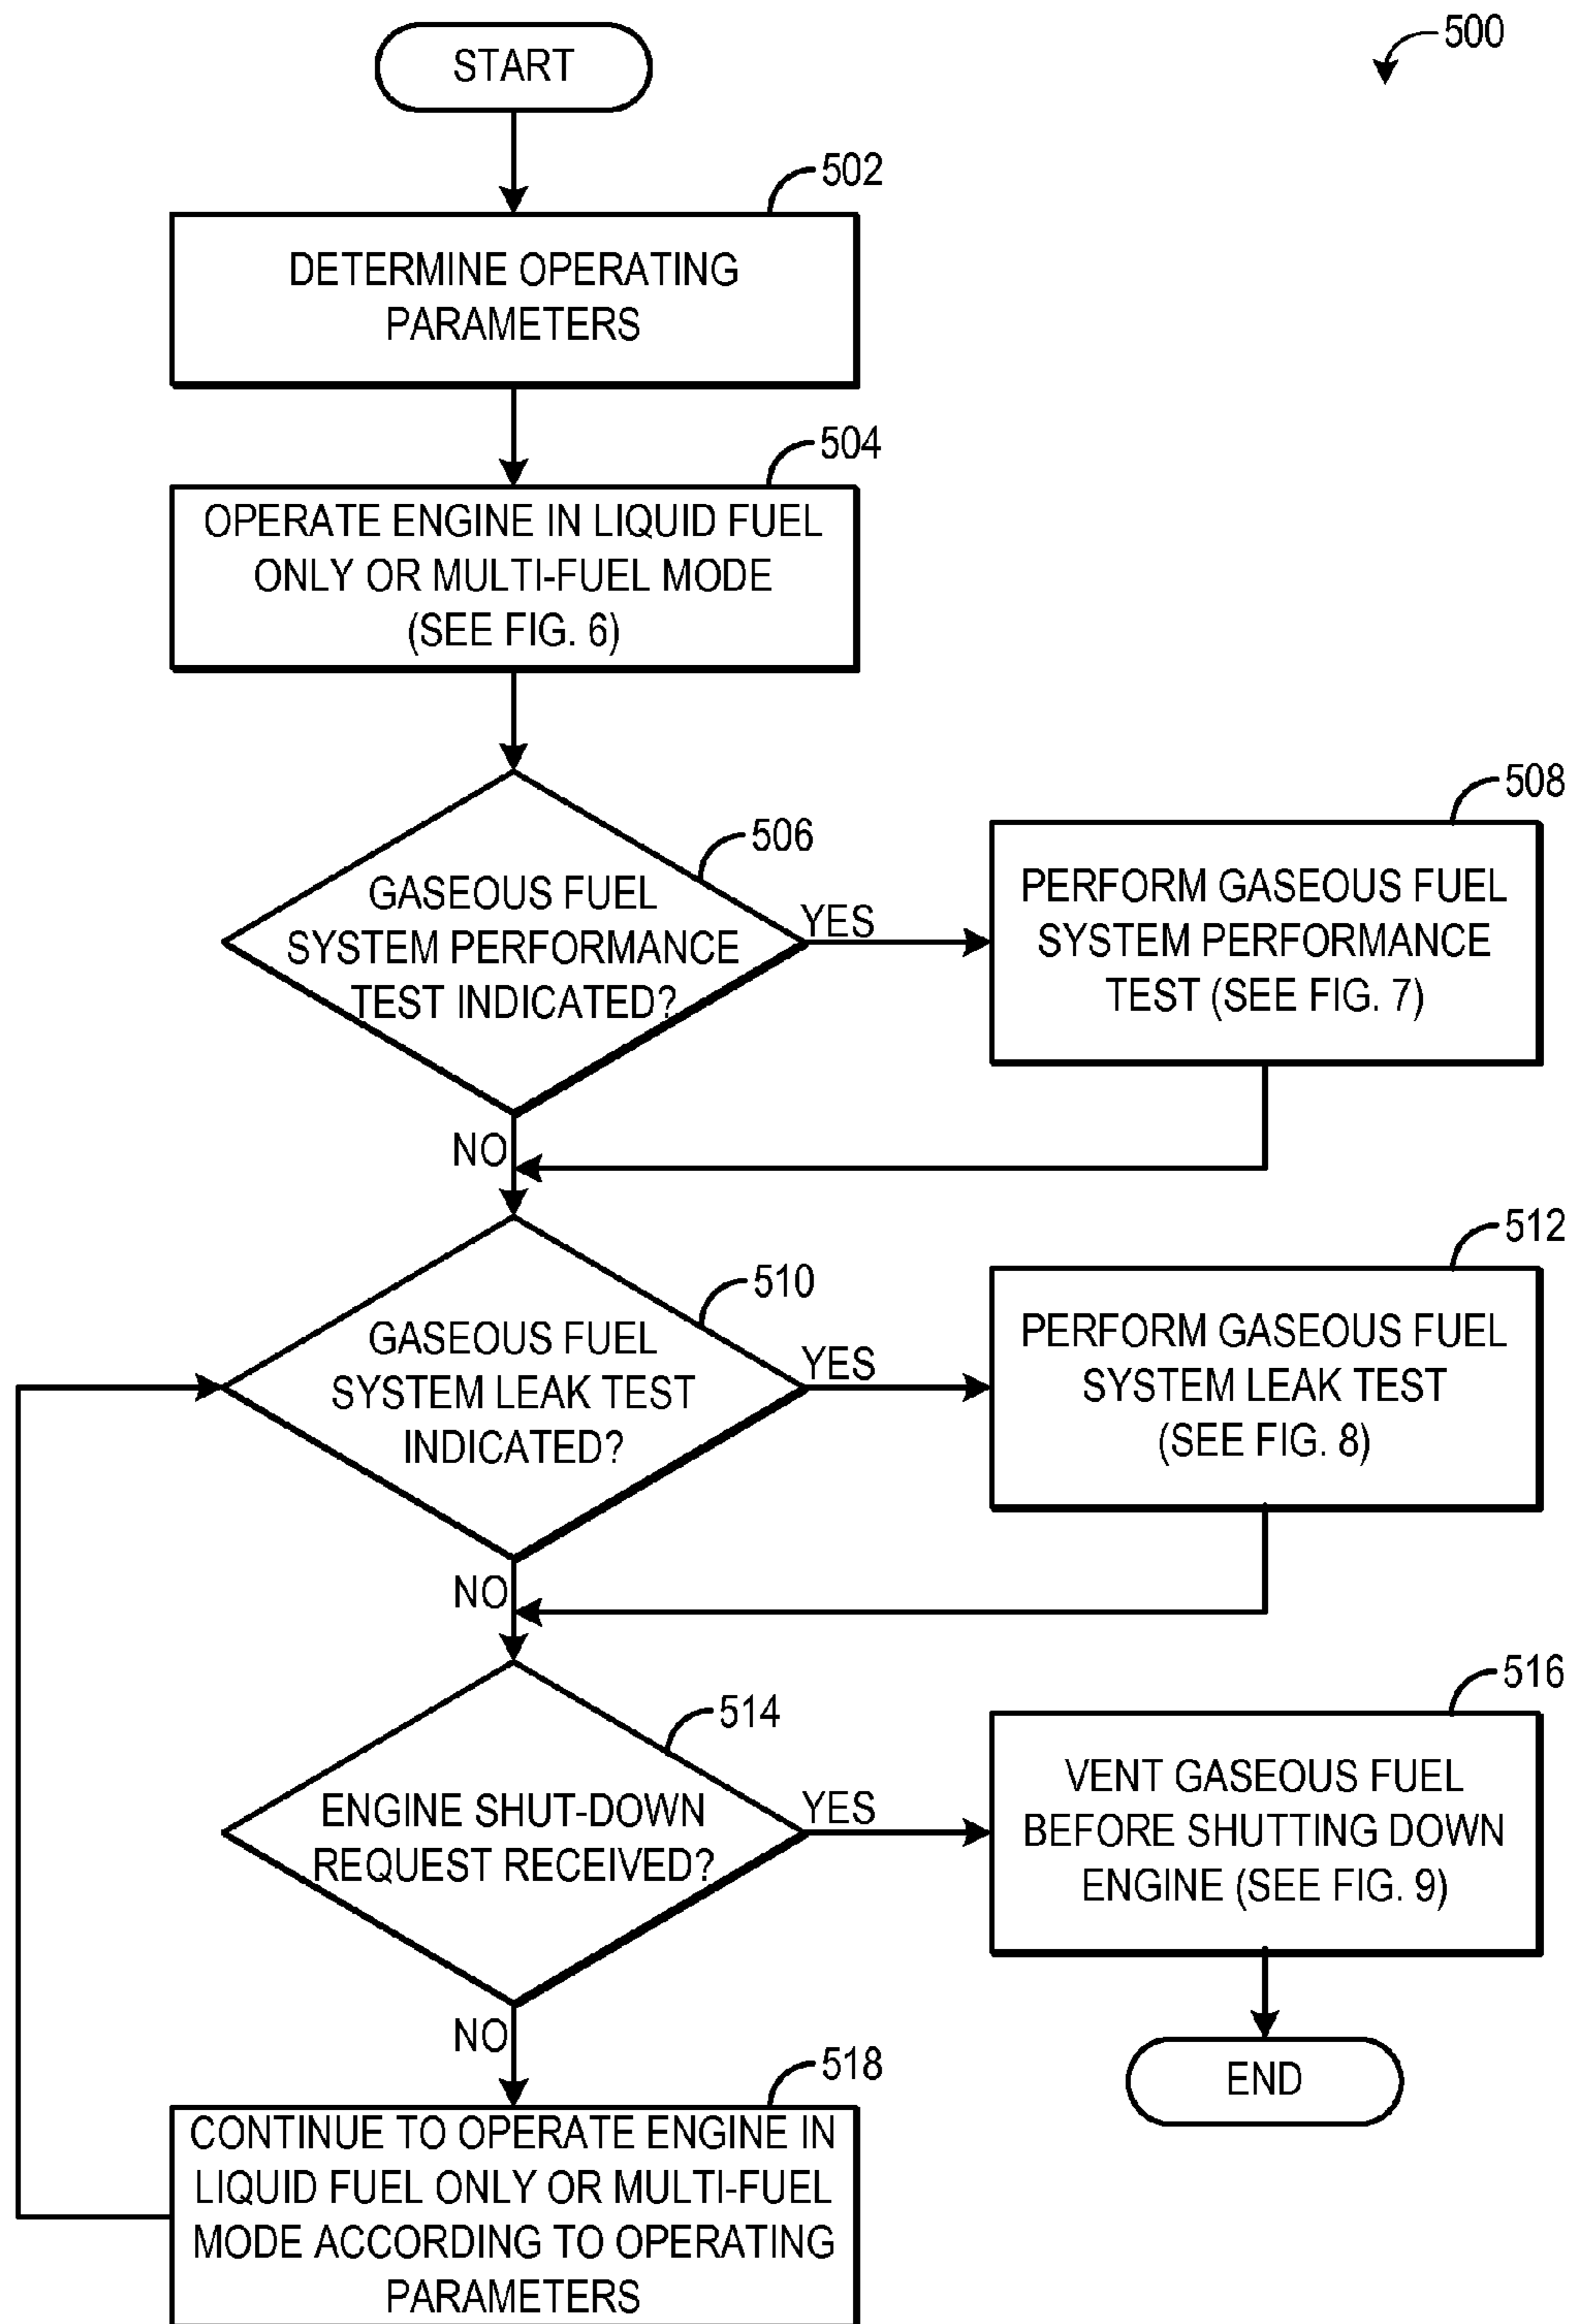 START
500
502
DETERMINE OPERATING
PARAMETERS
504
OPERATE ENGINE IN LIQUID FUEL
ONLY OR MULTI-FUEL MODE
(SEE FIG. 6)
506
GASEOUS FUEL
SYSTEM PERFORMANCE
TEST INDICATED?
YES
508
PERFORM GASEOUS FUEL
SYSTEM PERFORMANCE
TEST (SEE FIG. 7)
NO
510
GASEOUS FUEL
SYSTEM LEAK TEST
INDICATED?
YES
512
PERFORM GASEOUS FUEL
SYSTEM LEAK TEST
(SEE FIG. 8)
NO
514
ENGINE SHUT-DOWN
REQUEST RECEIVED?
YES
516
VENT GASEOUS FUEL
BEFORE SHUTTING DOWN
ENGINE (SEE FIG. 9)
NO
END
518
CONTINUE TO OPERATE ENGINE IN
LIQUID FUEL ONLY OR MULTI-FUEL
MODE ACCORDING TO OPERATING
PARAMETERS